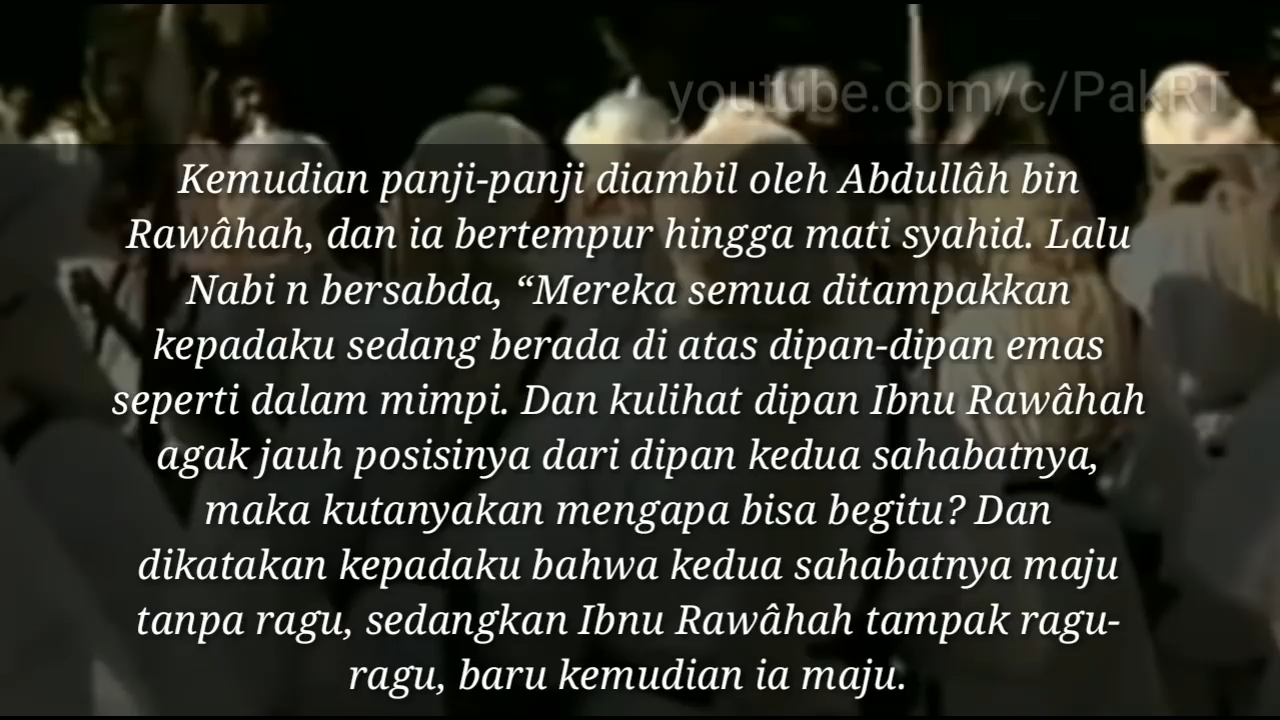 youtube.com/c/PakRT
Kemudian panji-panji diambil oleh Abdullâh bin
Rawâhah, dan ia bertempur hingga mati syahid. Lalu
Nabi n bersabda, “Mereka semua ditampakkan
kepadaku sedang berada di atas dipan-dipan emas
seperti dalam mimpi. Dan kulihat dipan Ibnu Rawâhah
agak jauh posisinya dari dipan kedua sahabatnya,
maka kutanyakan mengapa bisa begitu? Dan
dikatakan kepadaku bahwa kedua sahabatnya maju
tanpa ragu, sedangkan Ibnu Rawâhah tampak ragu-
ragu, baru kemudian ia maju.